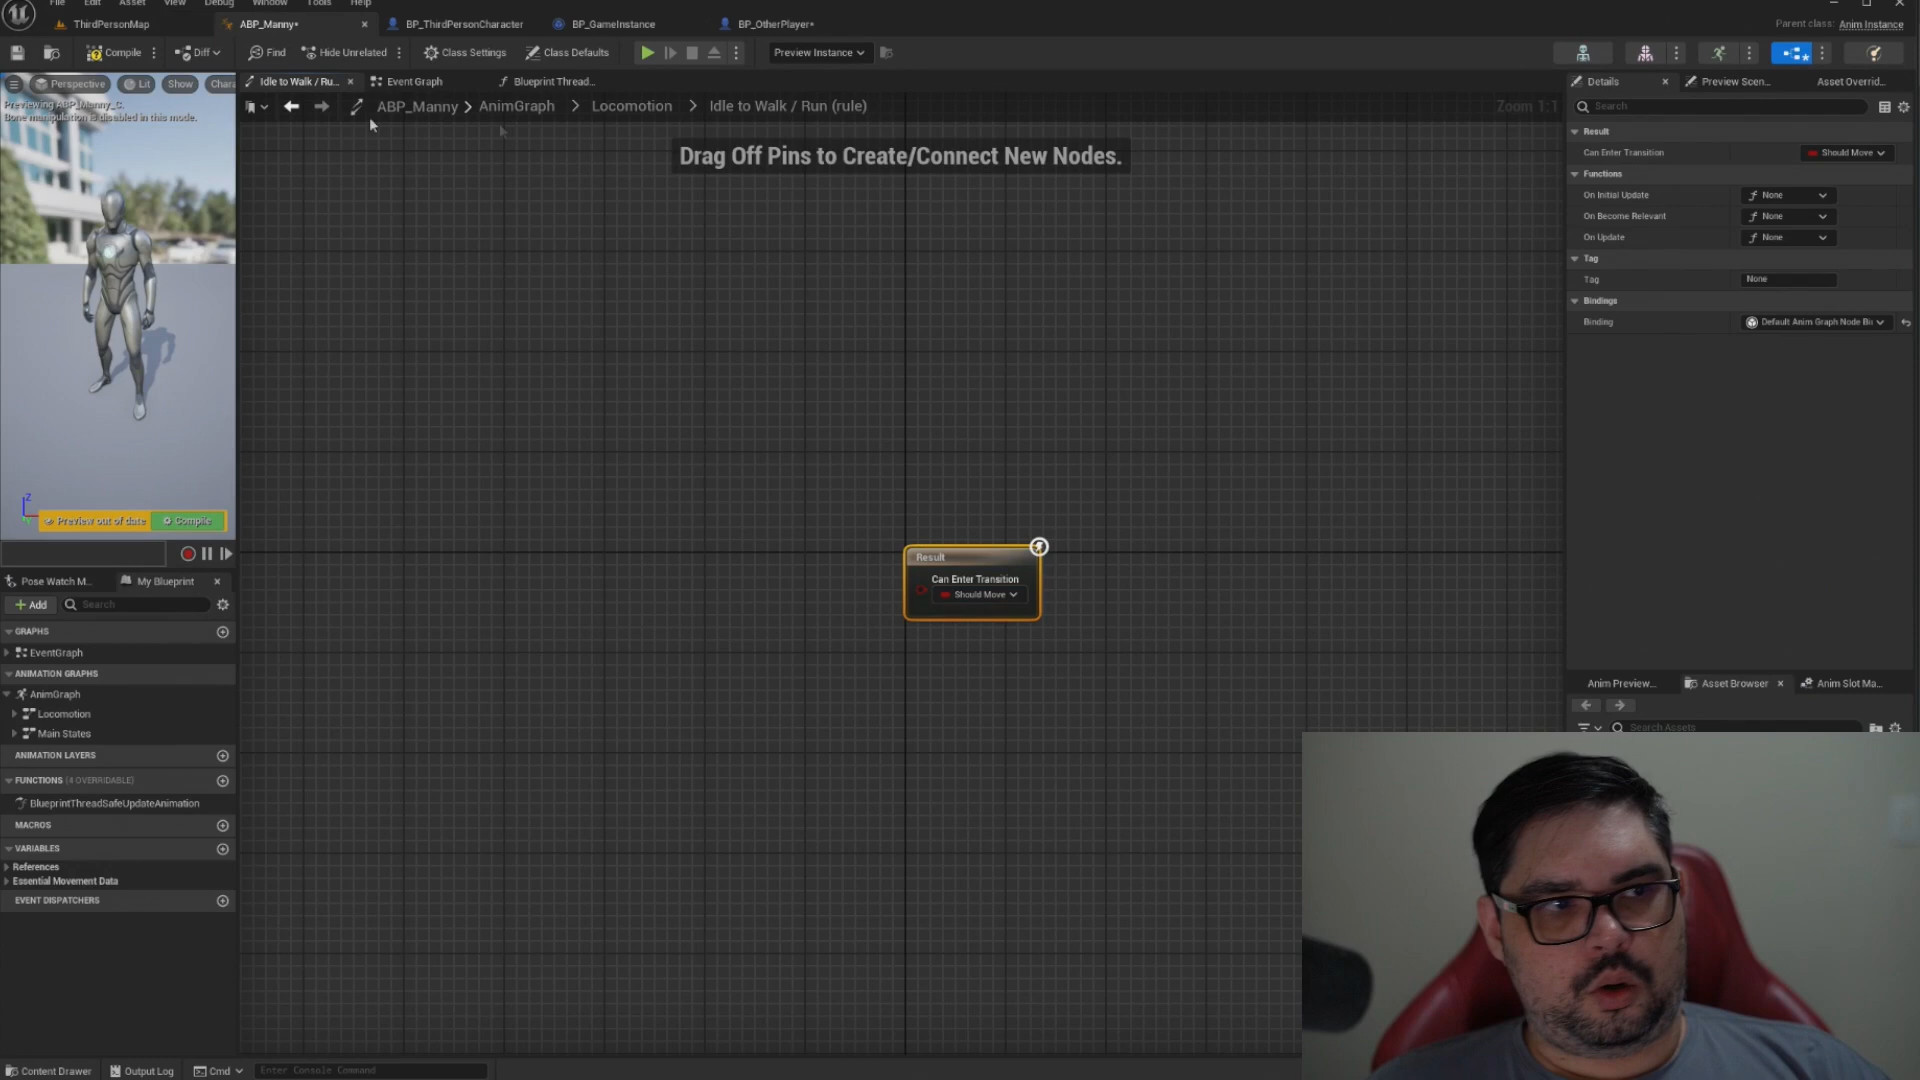 File Edit Asset View Debug Window Tools Help
ThirdPersonMap
ABP_Manny*
BP_ThirdPersonCharacter
BP_GameInstance
BP_OtherPlayer*
Parent class: Anim Instance
Compile
Diff
Find
Hide Unrelated
Class Settings
Class Defaults
Preview Instance
Perspective
Lit
Show
Chara
Previewing ABP_Manny_C.
Bone manipulation is disabled in this mode.
Idle to Walk / Ru...
Event Graph
Blueprint Thread...
ABP_Manny > AnimGraph > Locomotion > Idle to Walk / Run (rule)
Zoom 1:1
Drag Off Pins to Create/Connect New Nodes.
Result
Can Enter Transition
Should Move
Z
Preview out of date
Compile
Pose Watch M...
My Blueprint
Add
Search
GRAPHS
EventGraph
ANIMATION GRAPHS
AnimGraph
Locomotion
Main States
ANIMATION LAYERS
FUNCTIONS (4 OVERRIDABLE)
BlueprintThreadSafeUpdateAnimation
MACROS
VARIABLES
References
Essential Movement Data
EVENT DISPATCHERS
Details
Preview Scen...
Asset Overrid...
Search
Result
Can Enter Transition
Should Move
Functions
On Initial Update
None
On Become Relevant
None
On Update
None
Tag
Tag
None
Bindings
Binding
Default Anim Graph Node Bi
Anim Preview...
Asset Browser
Anim Slot Ma...
Search Assets
Content Drawer
Output Log
Cmd
Enter Console Command